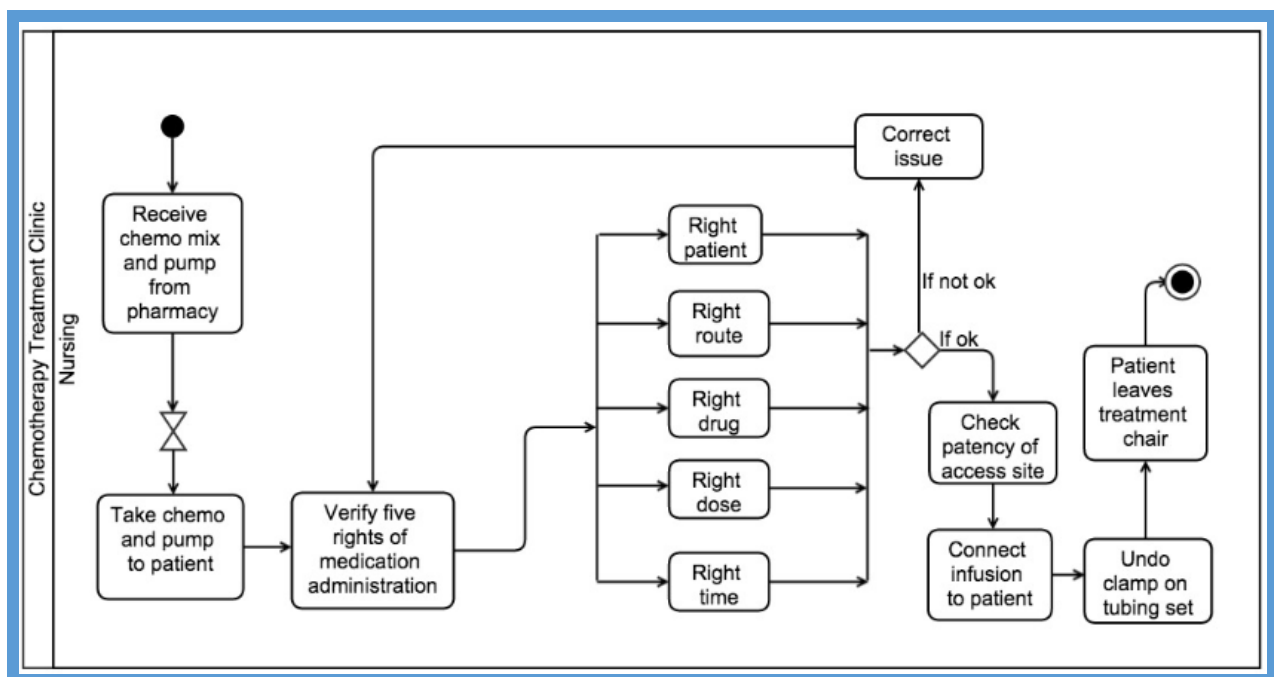 Chemotherapy Treatment Clinic
Nursing
Receive
chemo mix
and pump
from
pharmacy
Take chemo
and pump
to patient
Verify five
rights of
medication
administration
Right
patient
Right
route
Right
drug
Right
dose
Right
time
Correct
issue
If not ok
If ok
Check
patency of
access site
Connect
infusion
to patient
Undo
clamp on
tubing set
Patient
leaves
treatment
chair